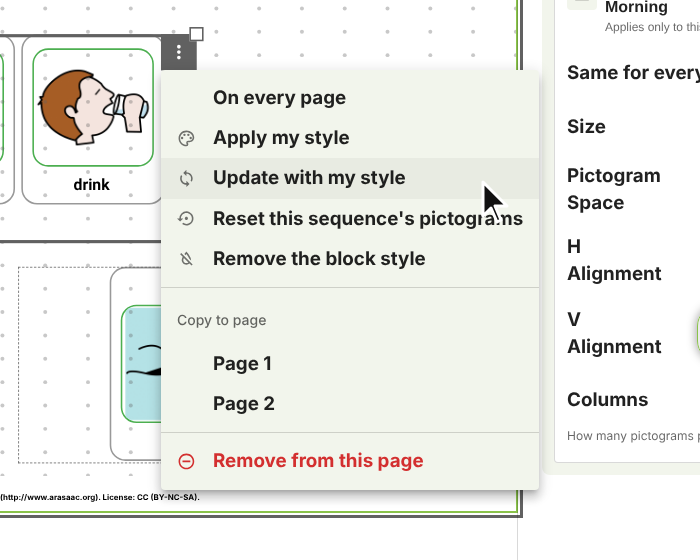 Morning
Applies only to this
Same for every
Size
Pictogram
Space
H
Alignment
V
Alignment
Columns
How many pictograms
drink
On every page
Apply my style
Update with my style
Reset this sequence's pictograms
Remove the block style
Copy to page
Page 1
Page 2
Remove from this page
(http://www.arasaac.org). License: CC (BY-NC-SA).